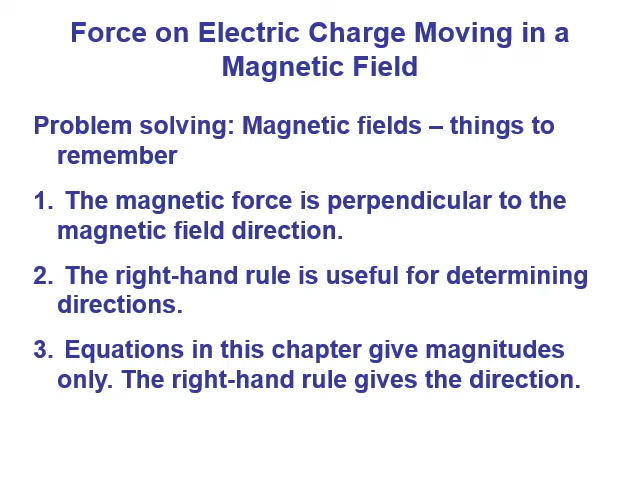 Force on Electric Charge Moving in a
Magnetic Field
Problem solving: Magnetic fields – things to
remember
1. The magnetic force is perpendicular to the
magnetic field direction.
2. The right-hand rule is useful for determining
directions.
3. Equations in this chapter give magnitudes
only. The right-hand rule gives the direction.